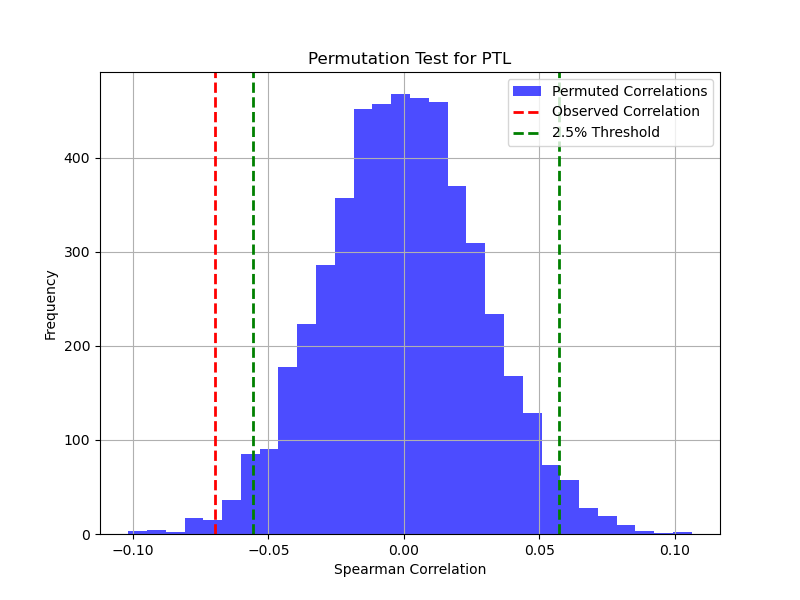 Permutation Test for PTL
Permuted Correlations
Observed Correlation
2.5% Threshold
Frequency
400
300
200
100
0
−0.10
−0.05
0.00
0.05
0.10
Spearman Correlation